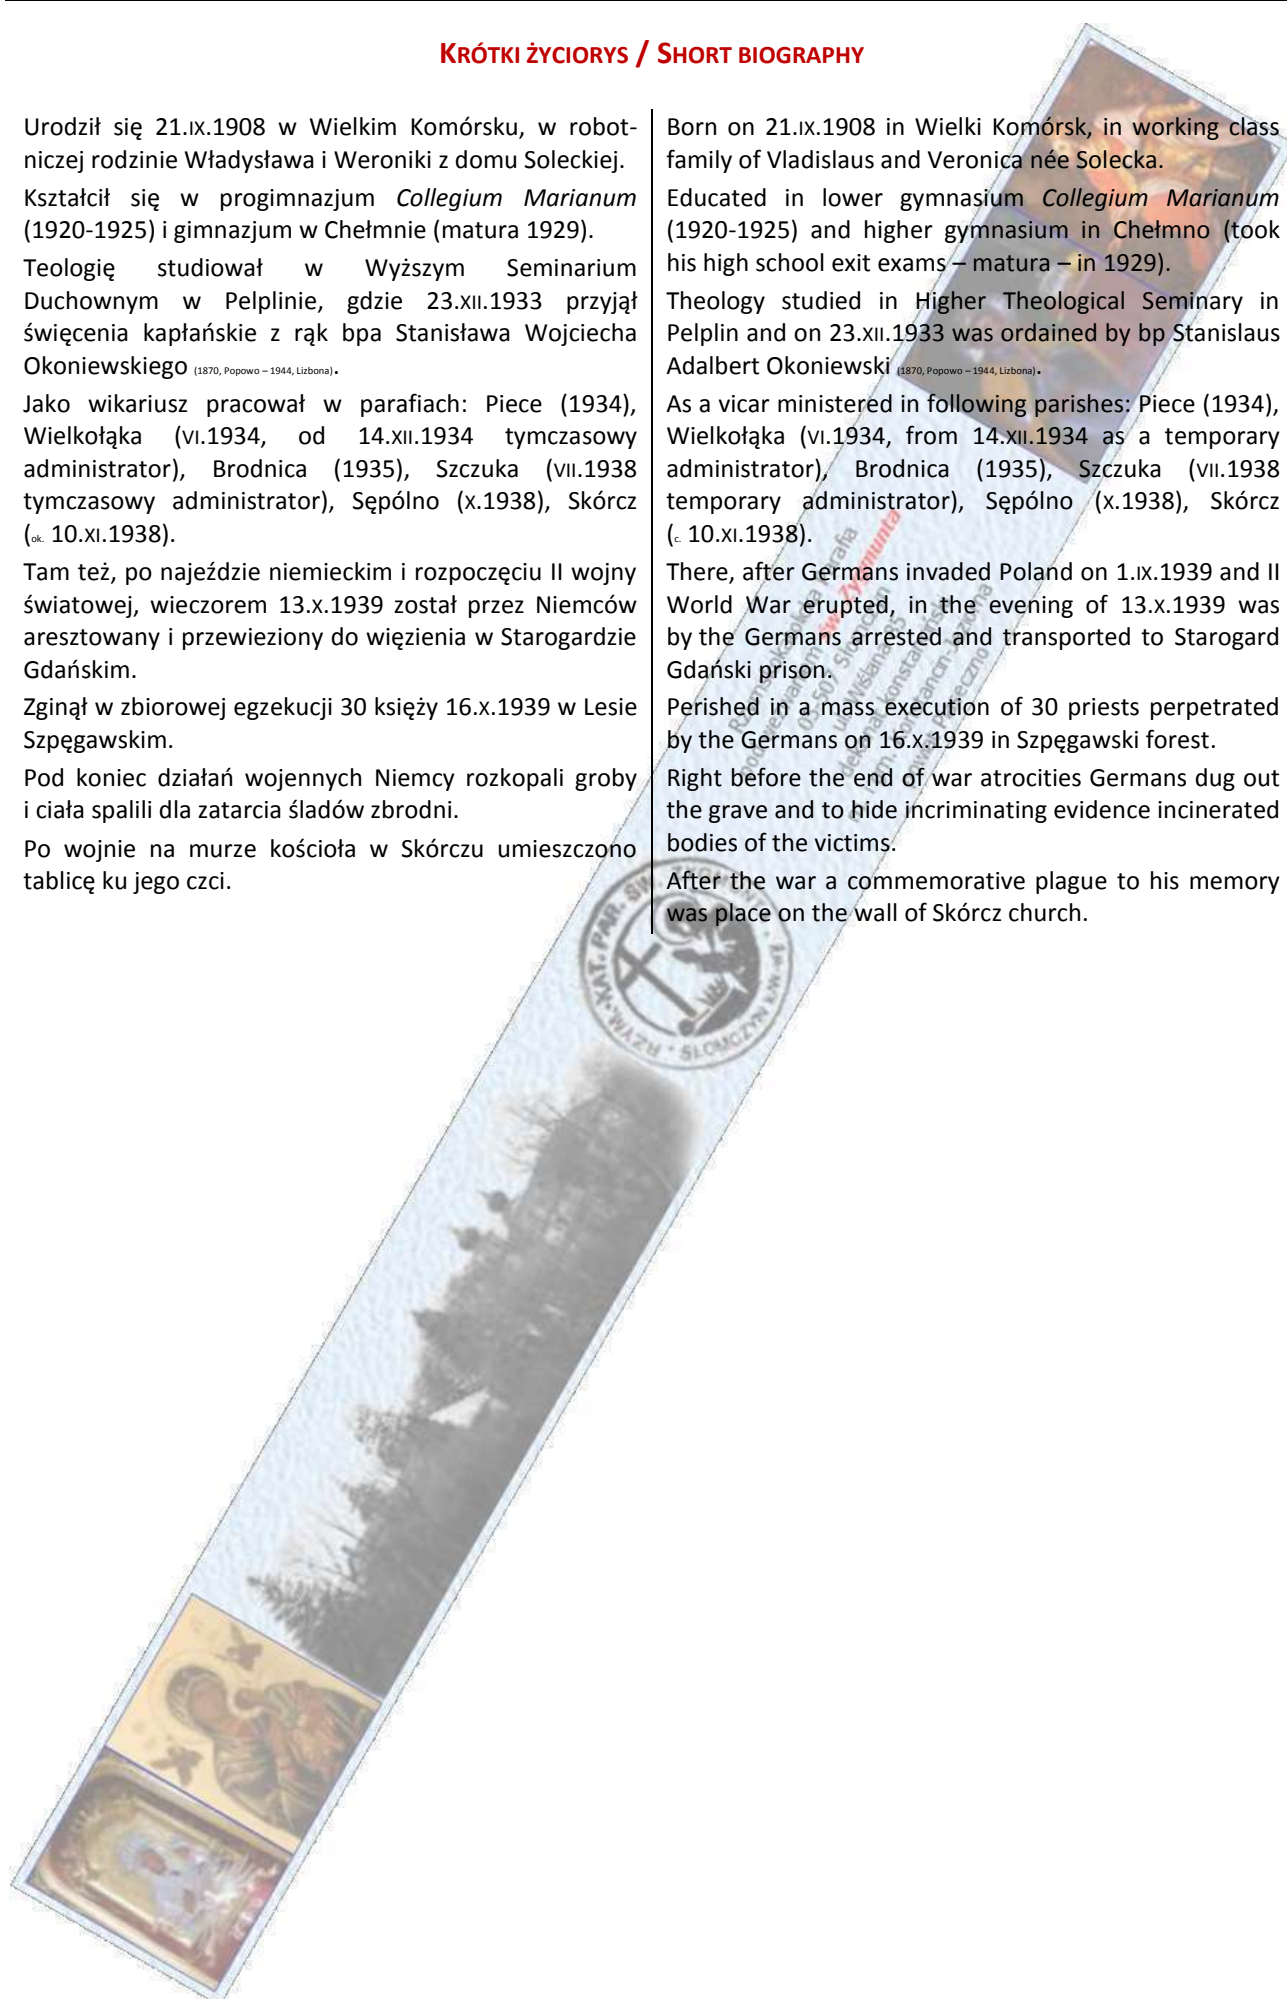 KRÓTKI ŻYCIORYS / SHORT BIOGRAPHY
Urodził się 21.IX.1908 w Wielkim Komórsku, w robot-
niczej rodzinie Władysława i Weroniki z domu Soleckiej.
Kształcił się w progimnazjum Collegium Marianum
(1920-1925) i gimnazjum w Chełmnie (matura 1929).
Teologię studiował w Wyższym Seminarium
Duchownym w Pelplinie, gdzie 23.XII.1933 przyjął
święcenia kapłańskie z rąk bpa Stanisława Wojciecha
Okoniewskiego (1870, Popowo – 1944, Lizbona).
Jako wikariusz pracował w parafiach: Piece (1934),
Wielkołąka (VI.1934, od 14.XII.1934 tymczasowy
administrator), Brodnica (1935), Szczuka (VII.1938
tymczasowy administrator), Sępólno (X.1938), Skórcz
(ok. 10.XI.1938).
Tam też, po najeździe niemieckim i rozpoczęciu II wojny
światowej, wieczorem 13.X.1939 został przez Niemców
aresztowany i przewieziony do więzienia w Starogardzie
Gdańskim.
Zginął w zbiorowej egzekucji 30 księży 16.X.1939 w Lesie
Szpęgawskim.
Pod koniec działań wojennych Niemcy rozkopali groby
i ciała spalili dla zatarcia śladów zbrodni.
Po wojnie na murze kościoła w Skórczu umieszczono
tablicę ku jego czci.
Born on 21.IX.1908 in Wielki Komórsk, in working class
family of Vladislaus and Veronica née Solecka.
Educated in lower gymnasium Collegium Marianum
(1920-1925) and higher gymnasium in Chełmno (took
his high school exit exams – matura – in 1929).
Theology studied in Higher Theological Seminary in
Pelplin and on 23.XII.1933 was ordained by bp Stanislaus
Adalbert Okoniewski (1870, Popowo – 1944, Lizbona).
As a vicar ministered in following parishes: Piece (1934),
Wielkołąka (VI.1934, from 14.XII.1934 as a temporary
administrator), Brodnica (1935), Szczuka (VII.1938
temporary administrator), Sępólno (X.1938), Skórcz
(c. 10.XI.1938).
There, after Germans invaded Poland on 1.IX.1939 and II
World War erupted, in the evening of 13.X.1939 was
by the Germans arrested and transported to Starogard
Gdański prison.
Perished in a mass execution of 30 priests perpetrated
by the Germans on 16.X.1939 in Szpęgawski forest.
Right before the end of war atrocities Germans dug out
the grave and to hide incriminating evidence incinerated
bodies of the victims.
After the war a commemorative plague to his memory
was place on the wall of Skórcz church.
św. Zygmunta
RZYM.-KAT. PAR. ŚW. ZYGMUNT
SŁOMCZYN